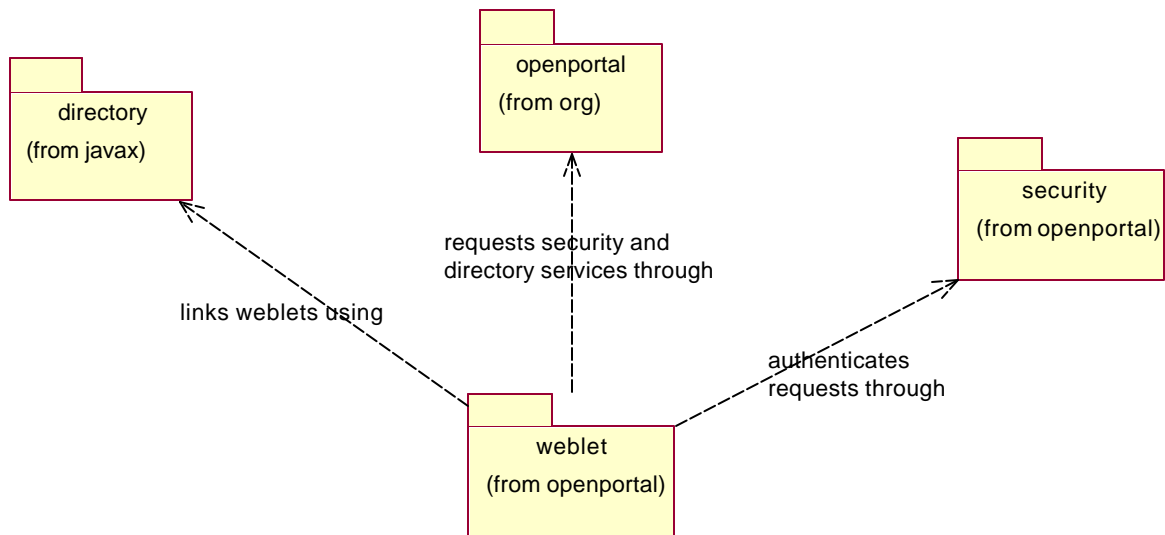 openportal
(from org)
directory
(from javax)
security
(from openportal)
requests security and
directory services through
links weblets using
authenticates
requests through
weblet
(from openportal)